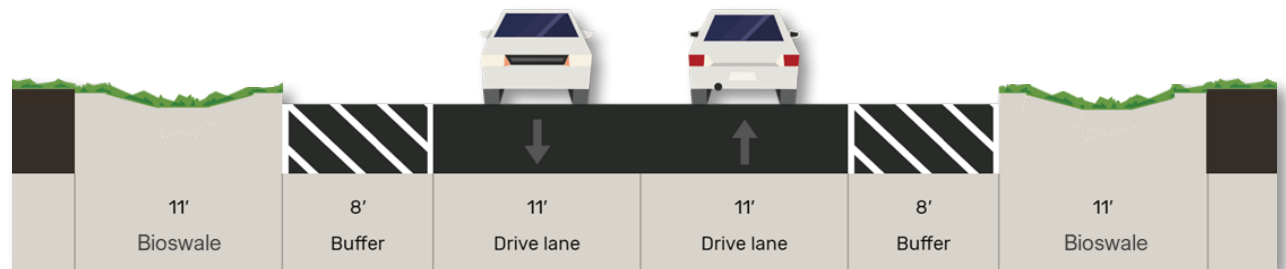 11′
Bioswale
8′
Buffer
11′
Drive lane
11′
Drive lane
8′
Buffer
11′
Bioswale